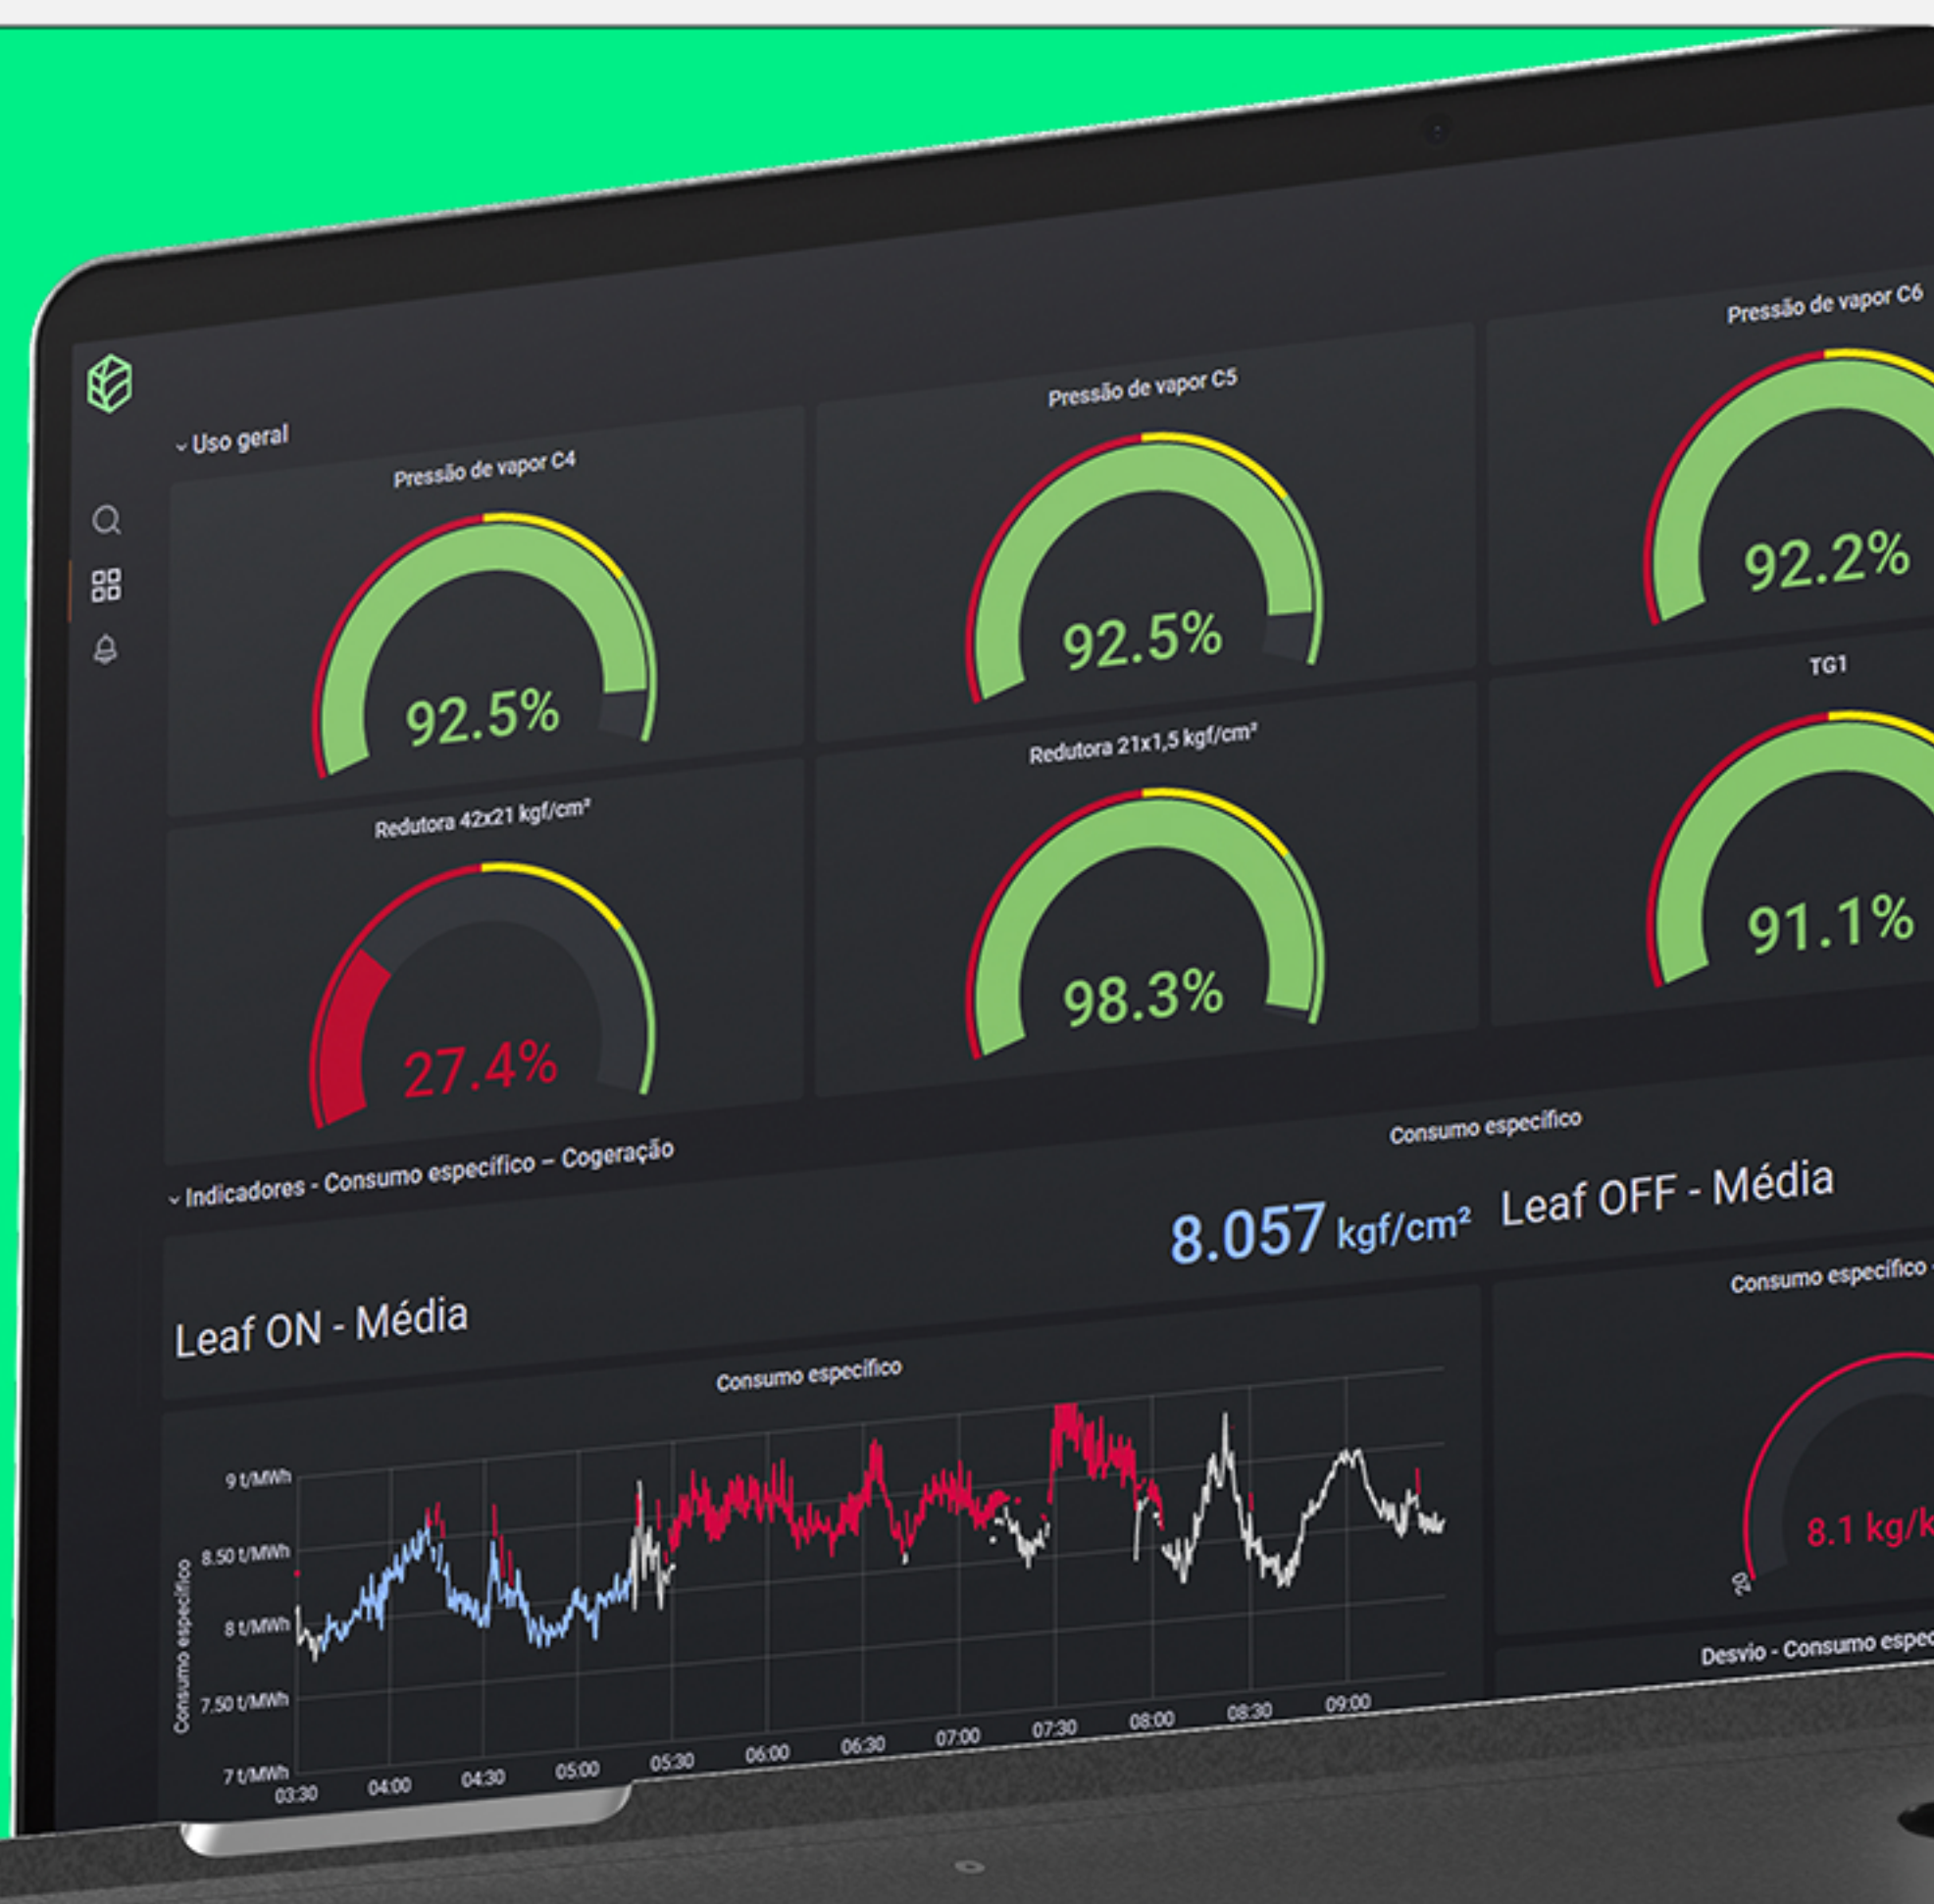 Uso geral
Pressão de vapor C4
92.5%
Pressão de vapor C5
92.5%
Pressão de vapor C6
92.2%
Redutora 42x21 kgf/cm²
27.4%
Redutora 21x1,5 kgf/cm²
98.3%
TG1
91.1%
Indicadores - Consumo específico – Cogeração
Consumo específico
Leaf ON - Média
8.057 kgf/cm²
Leaf OFF - Média
Consumo específico
Consumo específico
9 t/MWh
8.50 t/MWh
8 t/MWh
7.50 t/MWh
7 t/MWh
03:30
04:00
04:30
05:00
05:30
06:00
06:30
07:00
07:30
08:00
08:30
09:00
Consumo específico -
8.1 kg/k
20
Desvio - Consumo espec